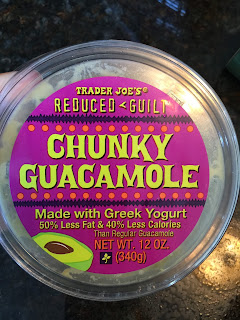 TRADER JOE'S®
REDUCED GUILT
CHUNKY
GUACAMOLE
Made with Greek Yogurt
50% Less Fat & 40% Less Calories
Than Regular Guacamole
NET WT. 12 OZ.
(340g)